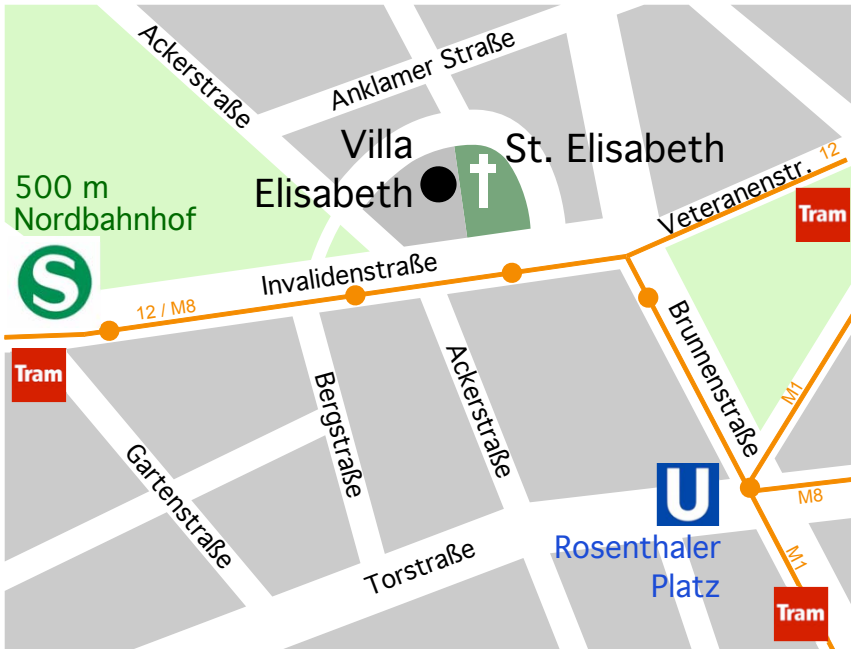 Ackerstraße
Anklamer Straße
Villa
Elisabeth
St. Elisabeth
12
Veteranenstr.
Tram
500 m
Nordbahnhof
S
Invalidenstraße
12 / M8
Tram
Brunnenstraße
Ackerstraße
Bergstraße
M1
Gartenstraße
U
M8
Rosenthaler
Platz
Torstraße
M1
Tram